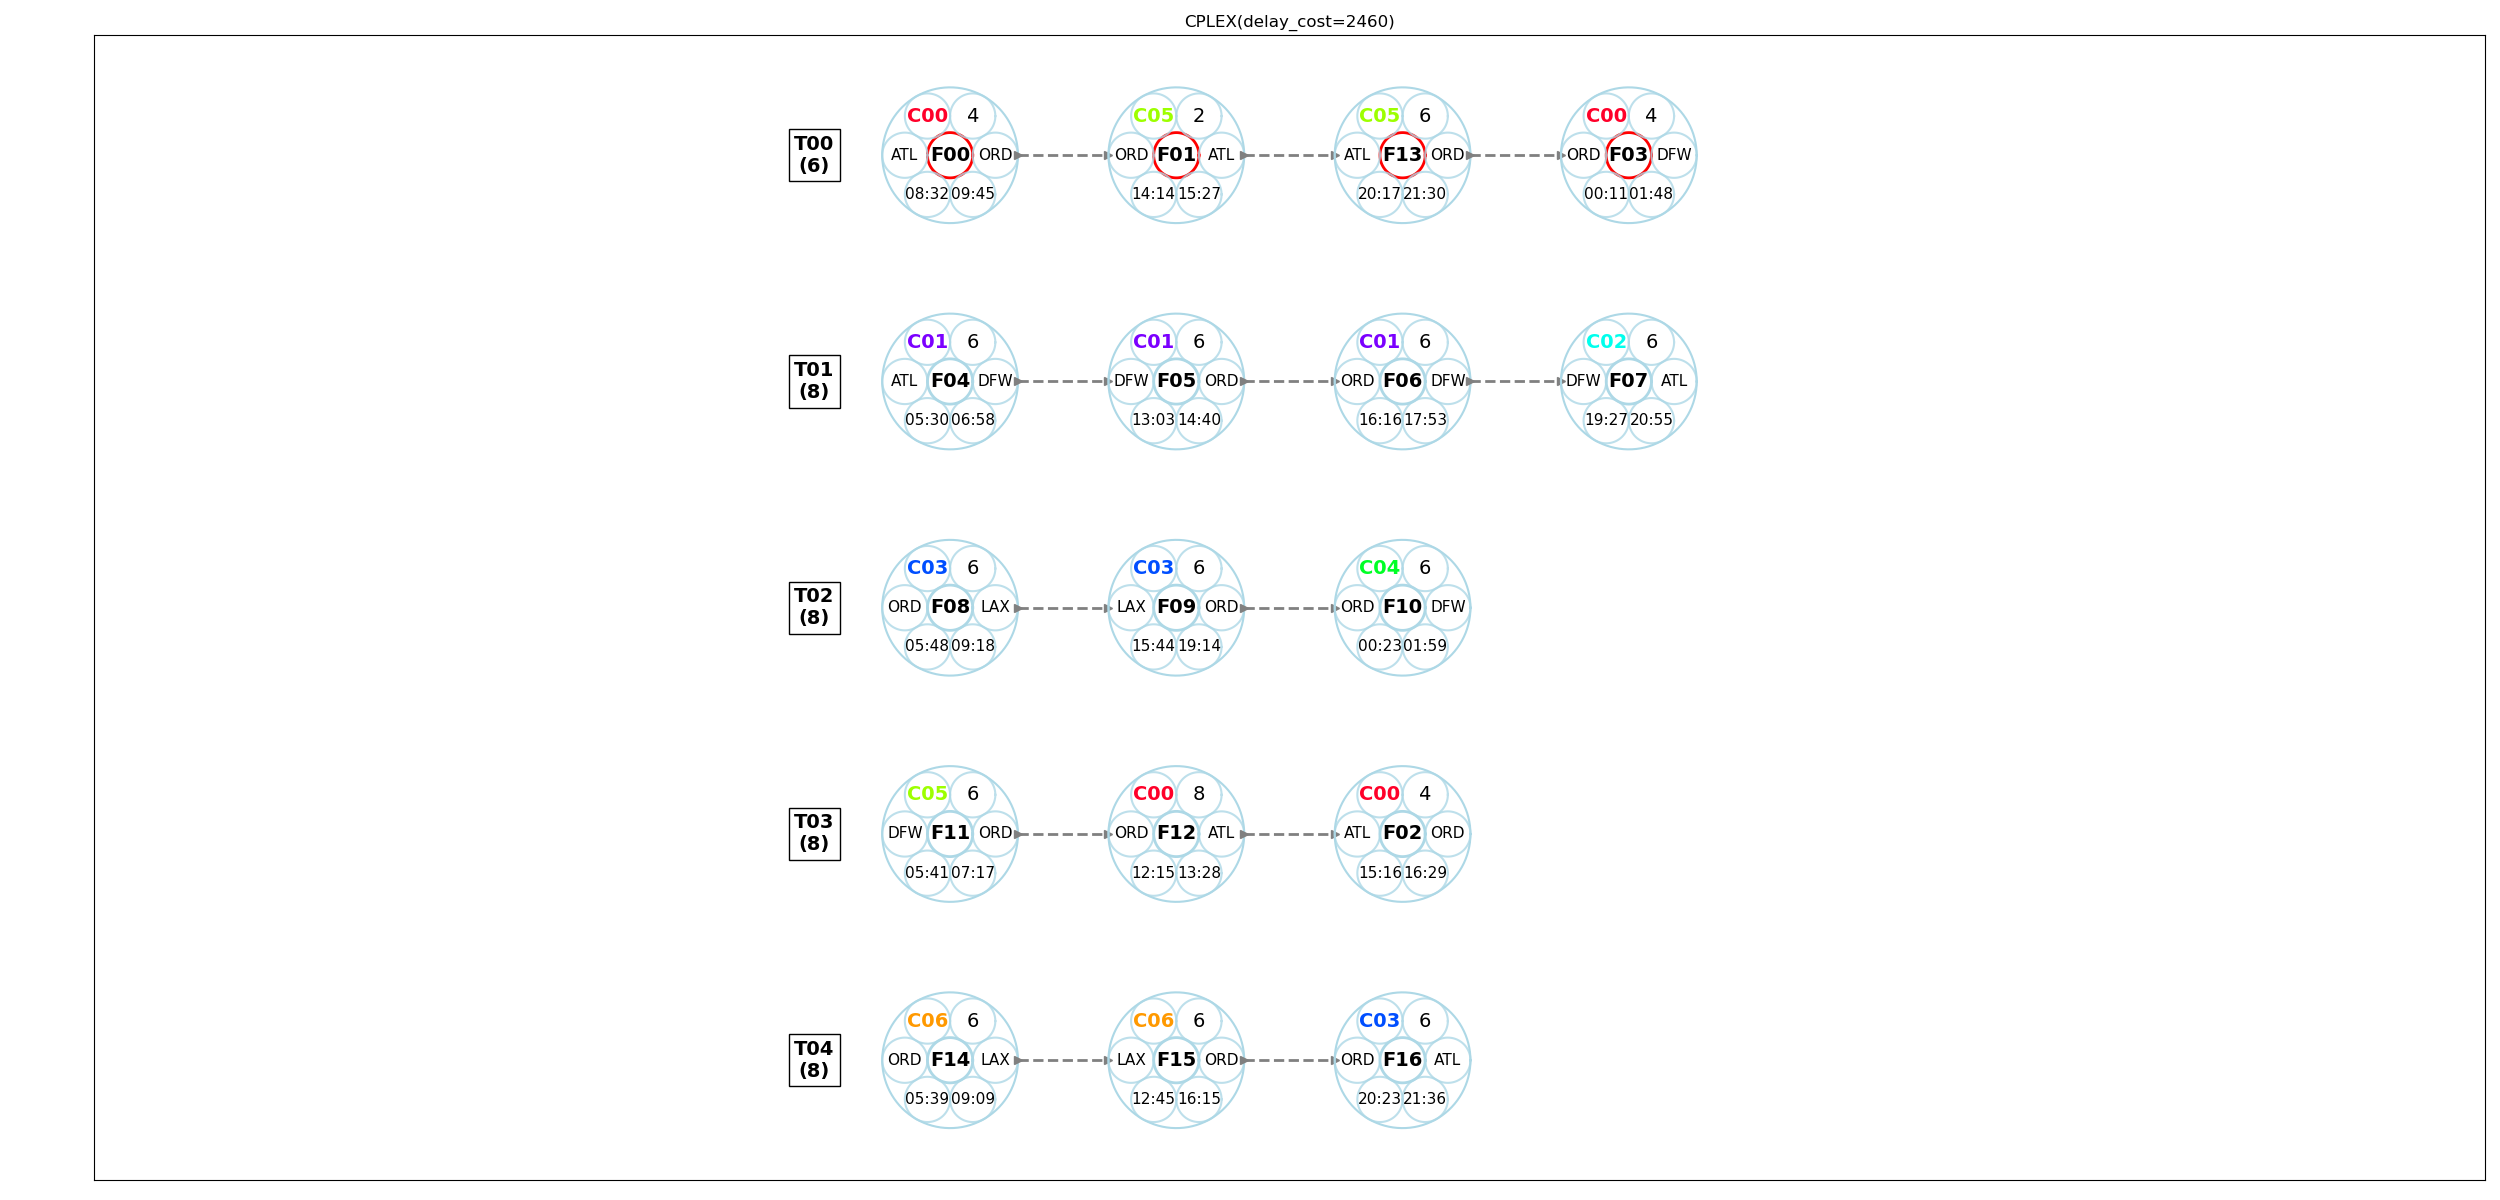 CPLEX(delay_cost=2460)
C00 4 C05 2 C05 6 C00 4
T00
(6)
ATL F00 ORD ORD F01 ATL ATL F13 ORD ORD F03 DFW
08:32 09:45 14:14 15:27 20:17 21:30 00:11 01:48
C01 6 C01 6 C01 6 C02 6
T01
(8)
ATL F04 DFW DFW F05 ORD ORD F06 DFW DFW F07 ATL
05:30 06:58 13:03 14:40 16:16 17:53 19:27 20:55
C03 6 C03 6 C04 6
T02
(8)
ORD F08 LAX LAX F09 ORD ORD F10 DFW
05:48 09:18 15:44 19:14 00:23 01:59
C05 6 C00 8 C00 4
T03
(8)
DFW F11 ORD ORD F12 ATL ATL F02 ORD
05:41 07:17 12:15 13:28 15:16 16:29
C06 6 C06 6 C03 6
T04
(8)
ORD F14 LAX LAX F15 ORD ORD F16 ATL
05:39 09:09 12:45 16:15 20:23 21:36